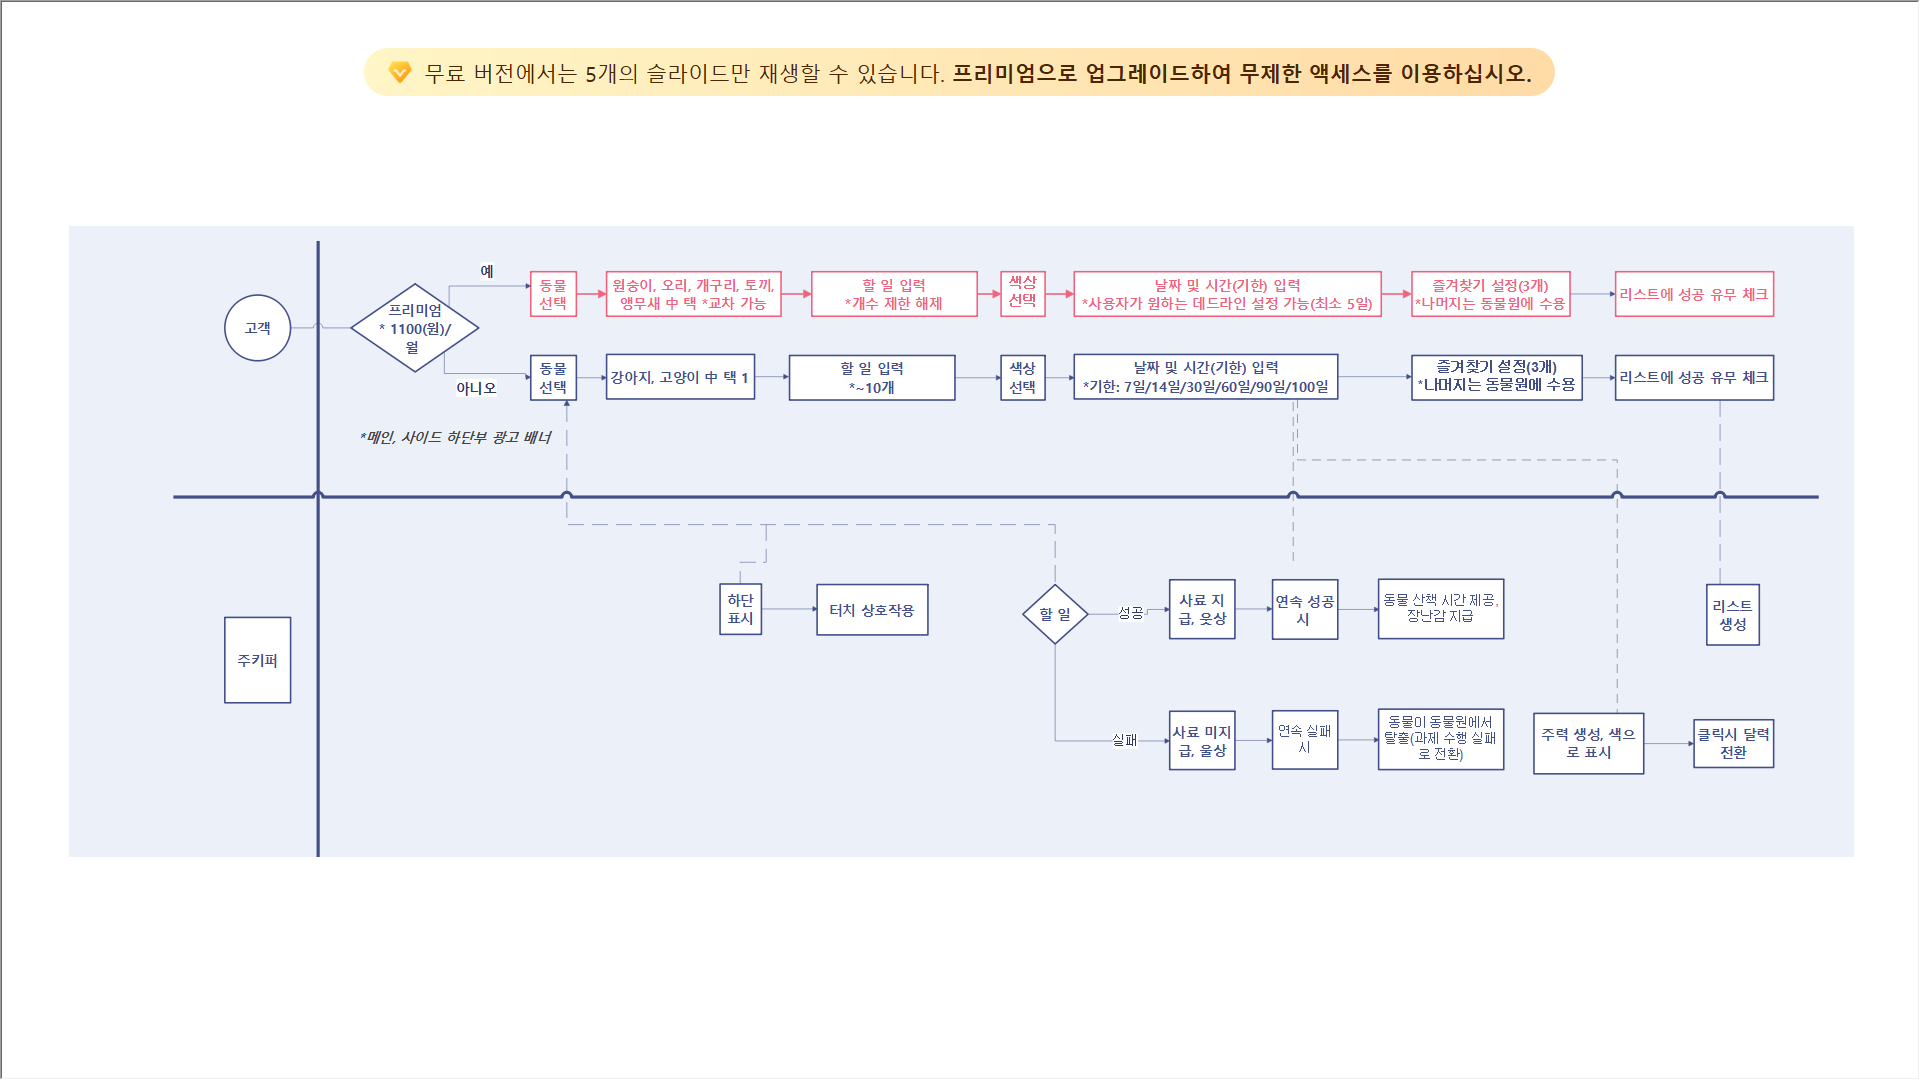 무료 버전에서는 5개의 슬라이드만 재생할 수 있습니다. 프리미엄으로 업그레이드하여 무제한 액세스를 이용하십시오.
고객
프리미엄
* 1100(원)/
월
예
동물
선택
원숭이, 오리, 개구리, 토끼,
앵무새 中 택 *교차 가능
할 일 입력
*개수 제한 해제
색상
선택
날짜 및 시간(기한) 입력
*사용자가 원하는 데드라인 설정 가능(최소 5일)
즐겨찾기 설정(3개)
*나머지는 동물원에 수용
리스트에 성공 유무 체크
아니오
동물
선택
강아지, 고양이 中 택 1
할 일 입력
*~10개
색상
선택
날짜 및 시간(기한) 입력
*기한: 7일/14일/30일/60일/90일/100일
즐겨찾기 설정(3개)
*나머지는 동물원에 수용
리스트에 성공 유무 체크
*메인, 사이드 하단부 광고 배너
주키퍼
하단
표시
터치 상호작용
할 일
성공
사료 지
급, 웃상
연속 성공
시
동물 산책 시간 제공,
장난감 지급
리스트
생성
실패
사료 미지
급, 울상
연속 실패
시
동물이 동물원에서
탈출(과제 수행 실패
로 전환)
주력 생성, 색으
로 표시
클릭시 달력
전환